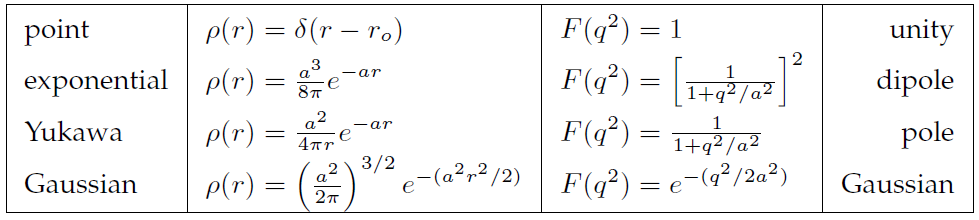 point ρ(r) = δ(r − rₒ) F(q²) = 1 unity
exponential ρ(r) = a³/8π e^−ar F(q²) = [1/1+q²/a²]² dipole
Yukawa ρ(r) = a²/4πr e^−ar F(q²) = 1/1+q²/a² pole
Gaussian ρ(r) = (a²/2π)^3/2 e^−(a²r²/2) F(q²) = e^−(q²/2a²) Gaussian